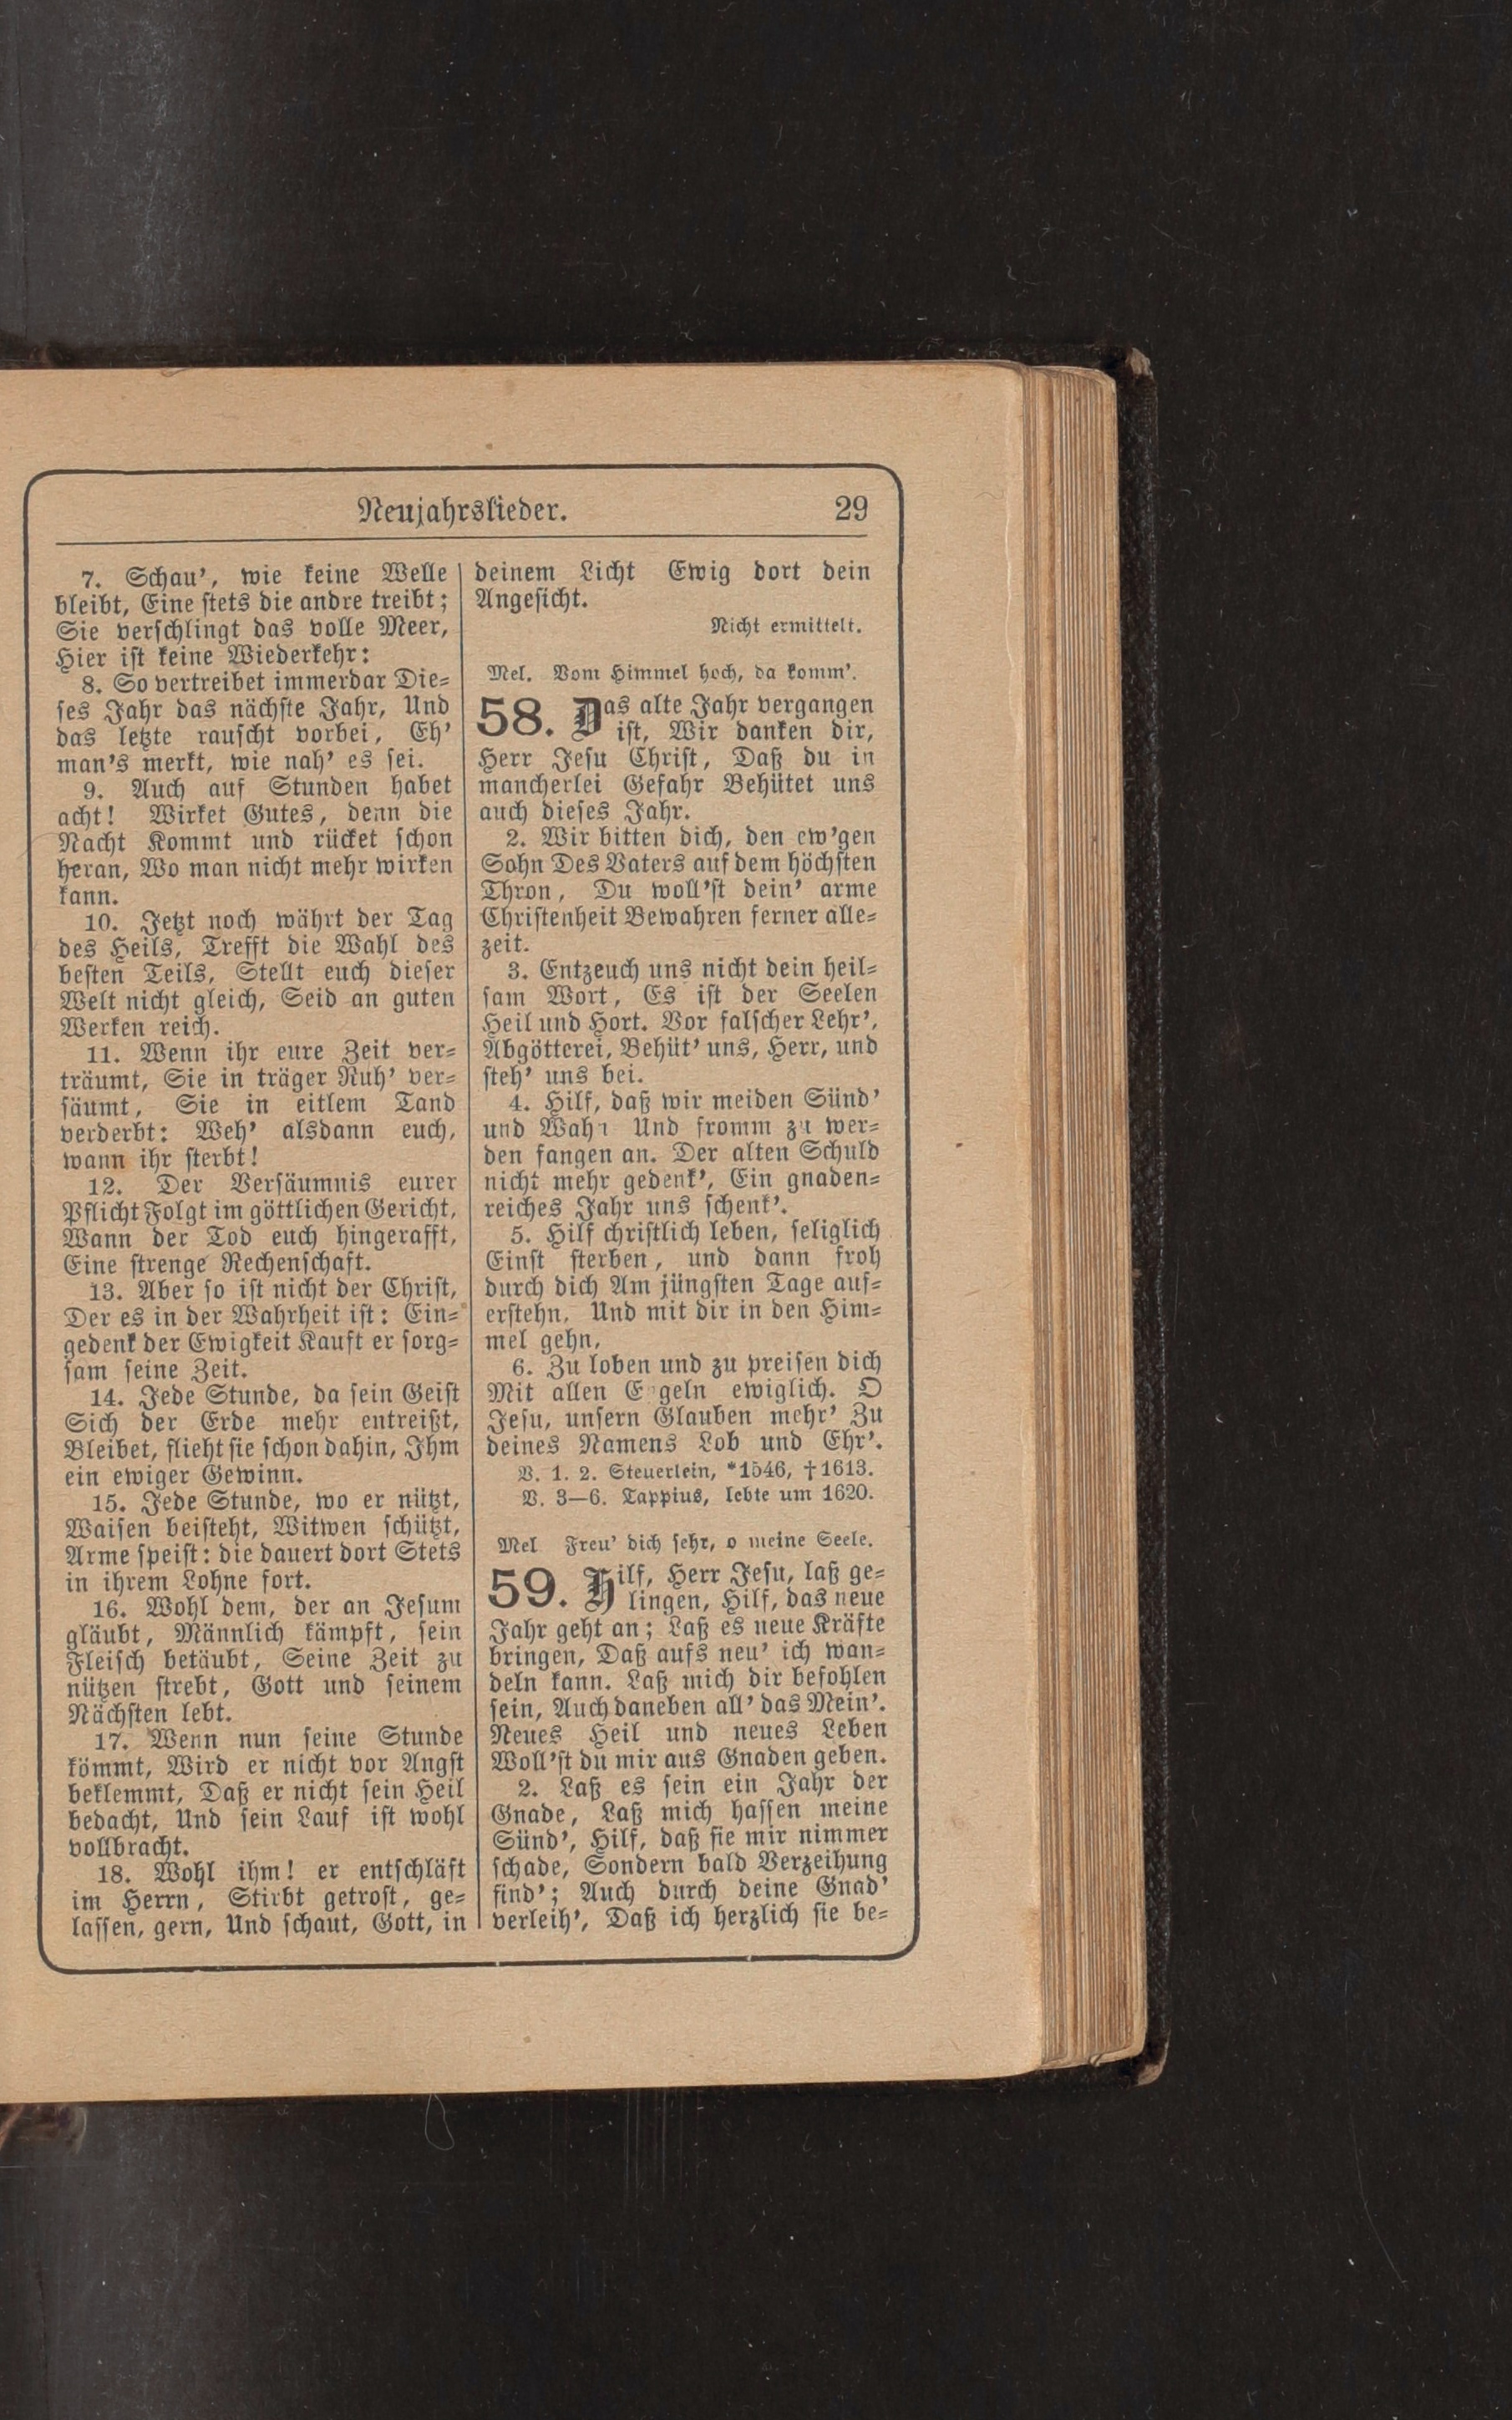 Neujahrslieder.
29
7. Schau', wie keine Welle
bleibt, Eine stets die andre treibt;
Sie verschlingt das volle Meer,
Hier ist keine Wiederkehr:
8. So vertreibet immerdar Die-
ses Jahr das nächste Jahr, Und
das letzte rauscht vorbei, Eh'
man's merkt, wie nah' es sei.
9. Auch auf Stunden habet
acht! Wirket Gutes, denn die
Nacht Kommt und rücket schon
heran, Wo man nicht mehr wirken
kann.
10. Jetzt noch währt der Tag
des Heils, Trefft die Wahl des
besten Teils, Stellt euch dieser
Welt nicht gleich, Seid an guten
Werken reich.
11. Wenn ihr eure Zeit ver-
träumt, Sie in träger Ruh' ver-
säumt, Sie in eitlem Tand
verderbt: Weh' alsdann euch,
wann ihr sterbt!
12. Der Versäumnis eurer
Pflicht Folgt im göttlichen Gericht,
Wann der Tod euch hingerafft,
Eine strenge Rechenschaft.
13. Aber so ist nicht der Christ,
Der es in der Wahrheit ist: Ein-
gedenk der Ewigkeit Kauft er sorg-
sam seine Zeit.
14. Jede Stunde, da sein Geist
Sich der Erde mehr entreißt,
Bleibet, flieht sie schon dahin, Ihm
ein ewiger Gewinn.
15. Jede Stunde, wo er nützt,
Waisen beisteht, Witwen schützt,
Arme speist: die dauert dort Stets
in ihrem Lohne fort.
16. Wohl dem, der an Jesum
gläubt, Männlich kämpft, sein
Fleisch betäubt, Seine Zeit zu
nützen strebt, Gott und seinem
Nächsten lebt.
17. Wenn nun seine Stunde
kömmt, Wird er nicht vor Angst
beklemmt, Daß er nicht sein Heil
bedacht, Und sein Lauf ist wohl
vollbracht.
18. Wohl ihm! er entschläft
im Herrn, Stirbt getrost, ge-
lassen, gern, Und schaut, Gott, in
deinem Licht Ewig dort dein
Angesicht.
Nicht ermittelt.
Mel. Vom Himmel hoch, da komm'.
58. Das alte Jahr vergangen
ist, Wir danken dir,
Herr Jesu Christ, Daß du in
mancherlei Gefahr Behütet uns
auch dieses Jahr.
2. Wir bitten dich, den ew'gen
Sohn Des Vaters auf dem höchsten
Thron, Du woll'st dein' arme
Christenheit Bewahren ferner alle-
zeit.
3. Entzeuch uns nicht dein heil-
sam Wort, Es ist der Seelen
Heil und Hort. Vor falscher Lehr',
Abgötterei, Behüt' uns, Herr, und
steh' uns bei.
4. Hilf, daß wir meiden Sünd'
und Wahn Und fromm zu wer-
den fangen an. Der alten Schuld
nicht mehr gedenk', Ein gnaden-
reiches Jahr uns schenk'.
5. Hilf christlich leben, seliglich
Einst sterben, und dann froh
durch dich Am jüngsten Tage auf-
erstehn, Und mit dir in den Him-
mel gehn,
6. Zu loben und zu preisen dich
Mit allen Engeln ewiglich. O
Jesu, unsern Glauben mehr' Zu
deines Namens Lob und Ehr'.
V. 1. 2. Steuerlein, *1546, †1613.
V. 3—6. Tappius, lebte um 1620.
Mel Freu' dich sehr, o meine Seele.
59. Hilf, Herr Jesu, laß ge-
lingen, Hilf, das neue
Jahr geht an; Laß es neue Kräfte
bringen, Daß aufs neu' ich wan-
deln kann. Laß mich dir befohlen
sein, Auch daneben all' das Mein'.
Neues Heil und neues Leben
Woll'st du mir aus Gnaden geben.
2. Laß es sein ein Jahr der
Gnade, Laß mich hassen meine
Sünd', Hilf, daß sie mir nimmer
schade, Sondern bald Verzeihung
find'; Auch durch deine Gnad'
verleih', Daß ich herzlich sie be-